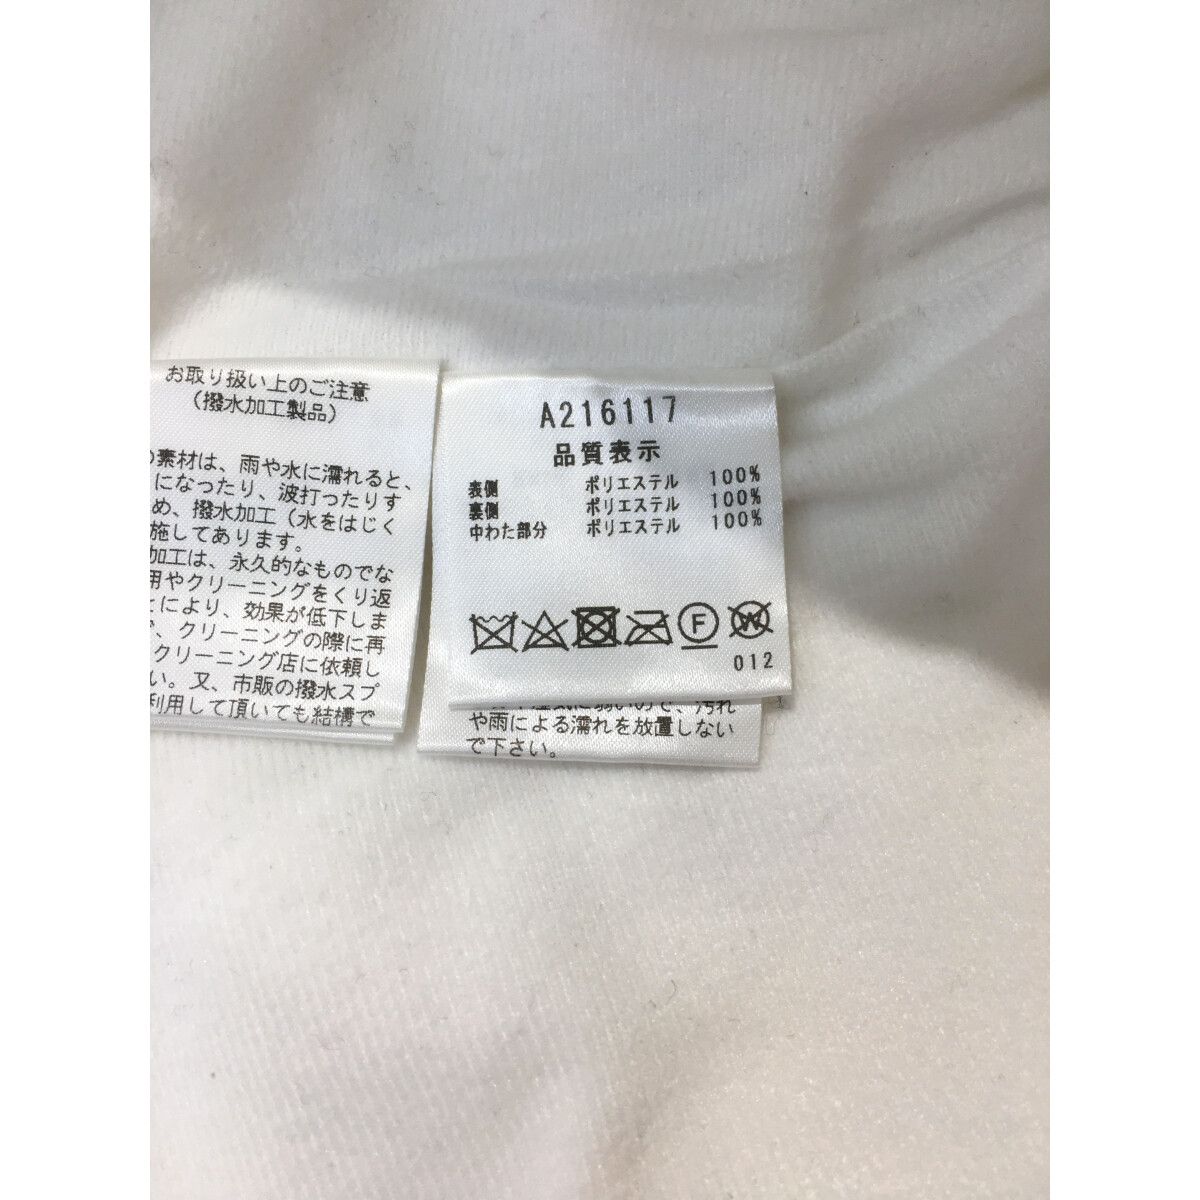 お取り扱い上のご注意
(撥水加工製品)
の素材は、雨や水に濡れると、
になったり、波打ったりす
め、撥水加工(水をはじく
施してあります。
加工は、永久的なものでな
用やクリーニングをくり返
とにより、効果が低下しま
、クリーニングの際に再
クリーニング店に依頼し
い。又、市販の撥水スプ
利用して頂いても結構で
A216117
品質表示
表側 ポリエステル 100%
裏側 ポリエステル 100%
中わた部分 ポリエステル 100%
F W
012
ので、汚れ
や雨による濡れを放置しない
で下さい。